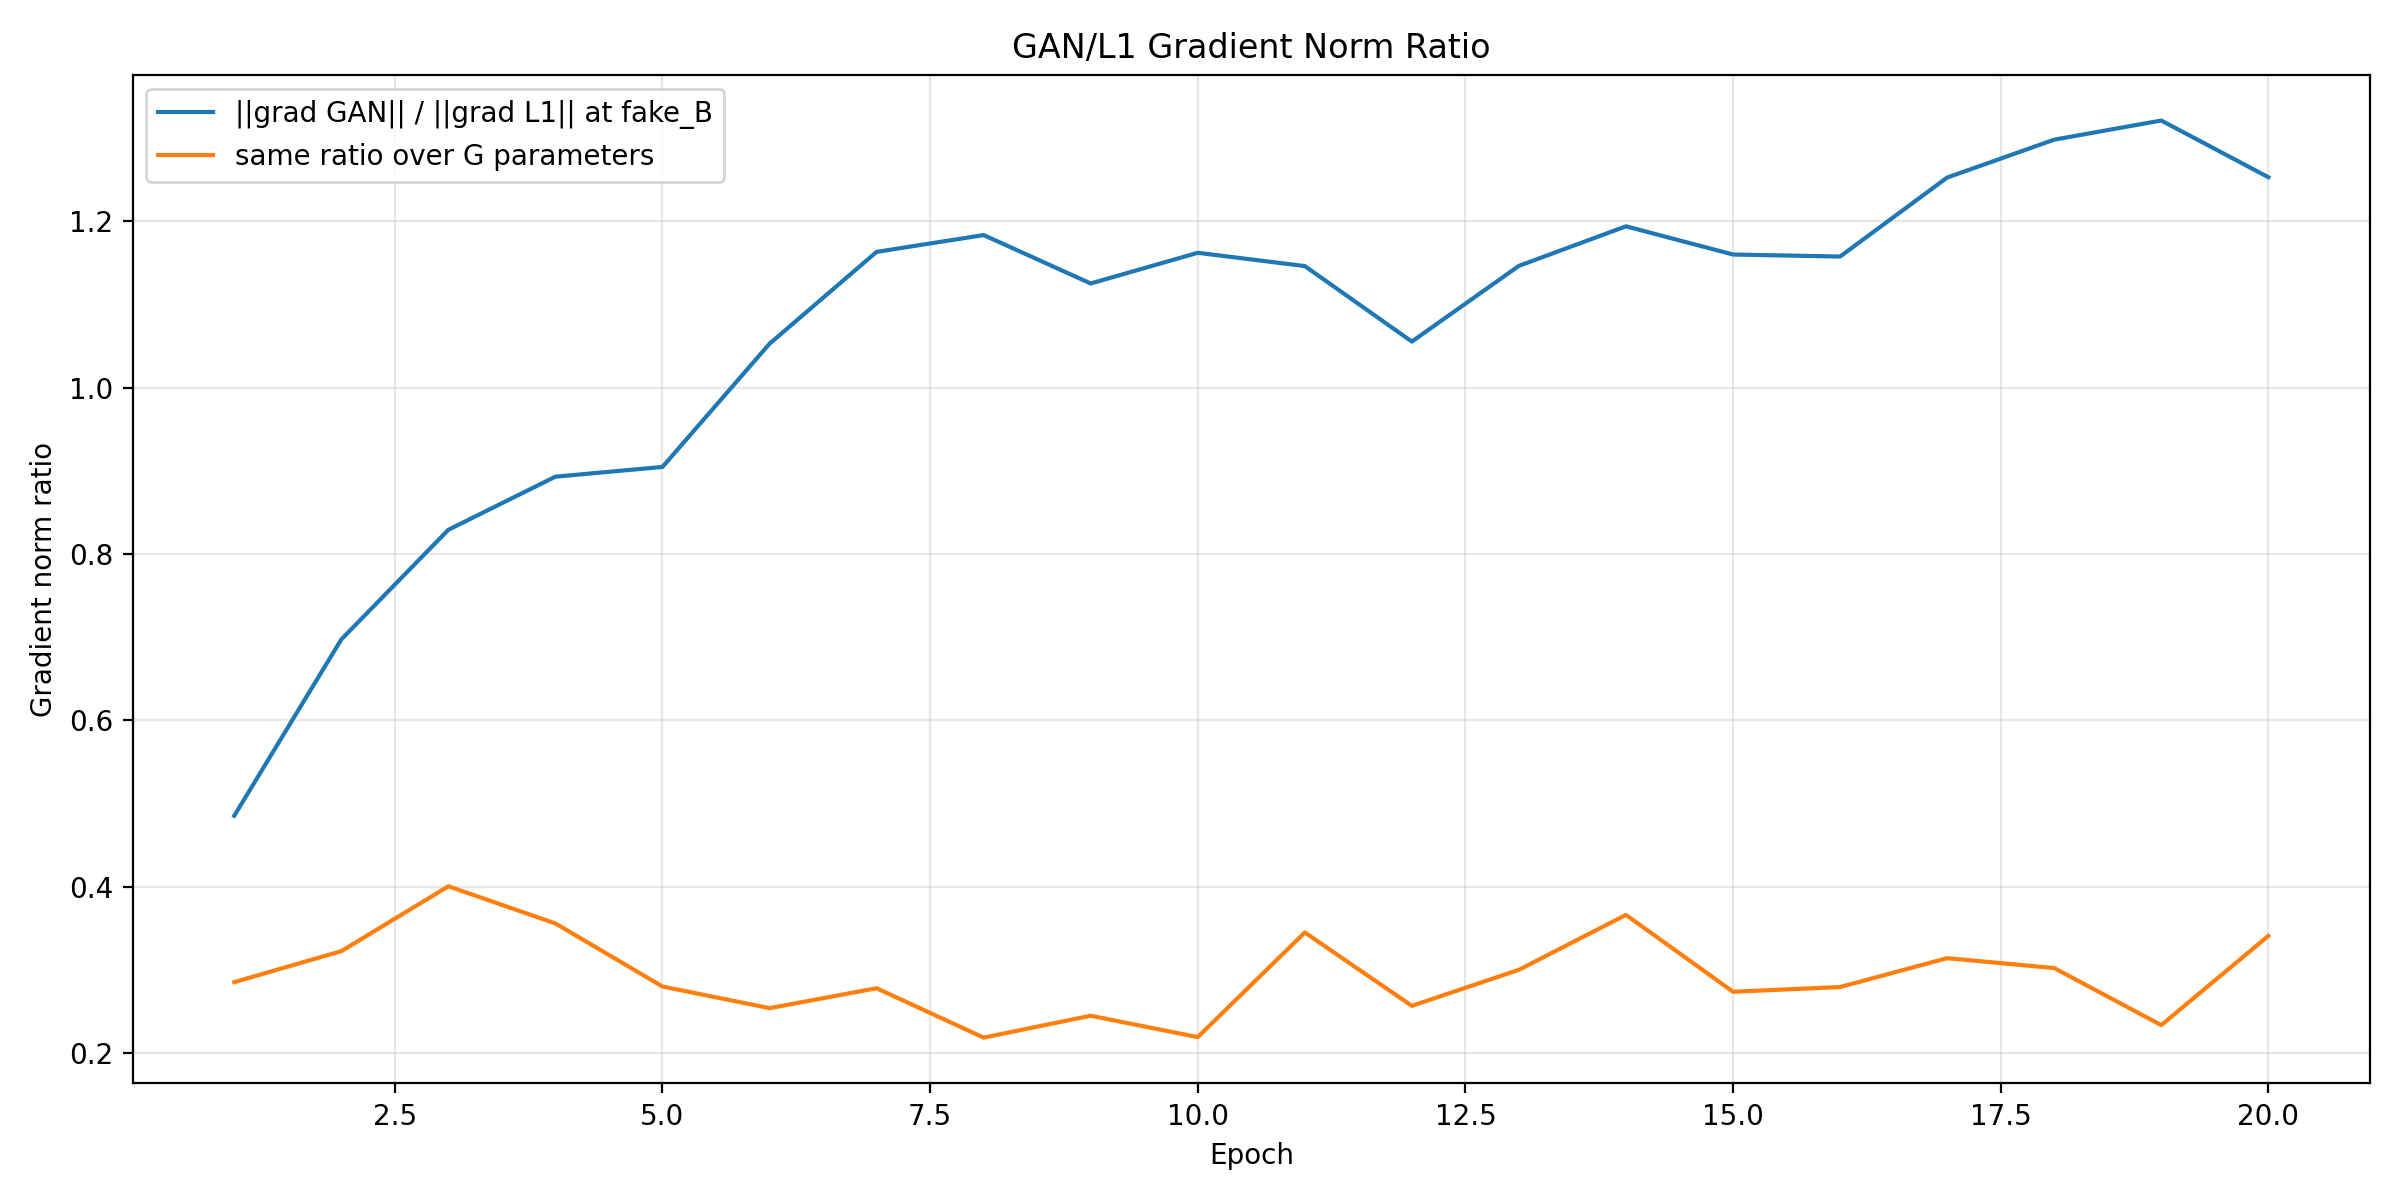 GAN/L1 Gradient Norm Ratio
||grad GAN|| / ||grad L1|| at fake_B
same ratio over G parameters
Gradient norm ratio
1.2
1.0
0.8
0.6
0.4
0.2
2.5 5.0 7.5 10.0 12.5 15.0 17.5 20.0
Epoch